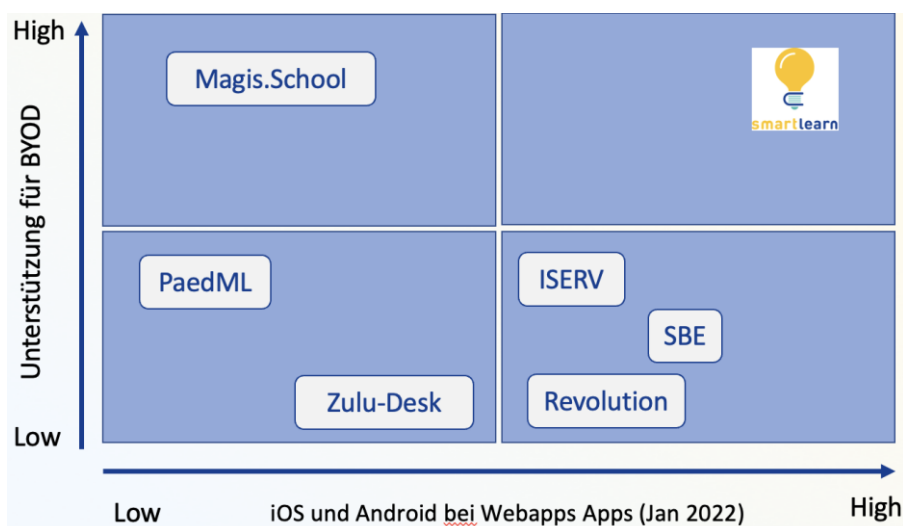 High
Unterstützung für BYOD
Low
Magis.School
smartlearn
PaedML
Zulu-Desk
ISERV
SBE
Revolution
Low
iOS und Android bei Webapps Apps (Jan 2022)
High